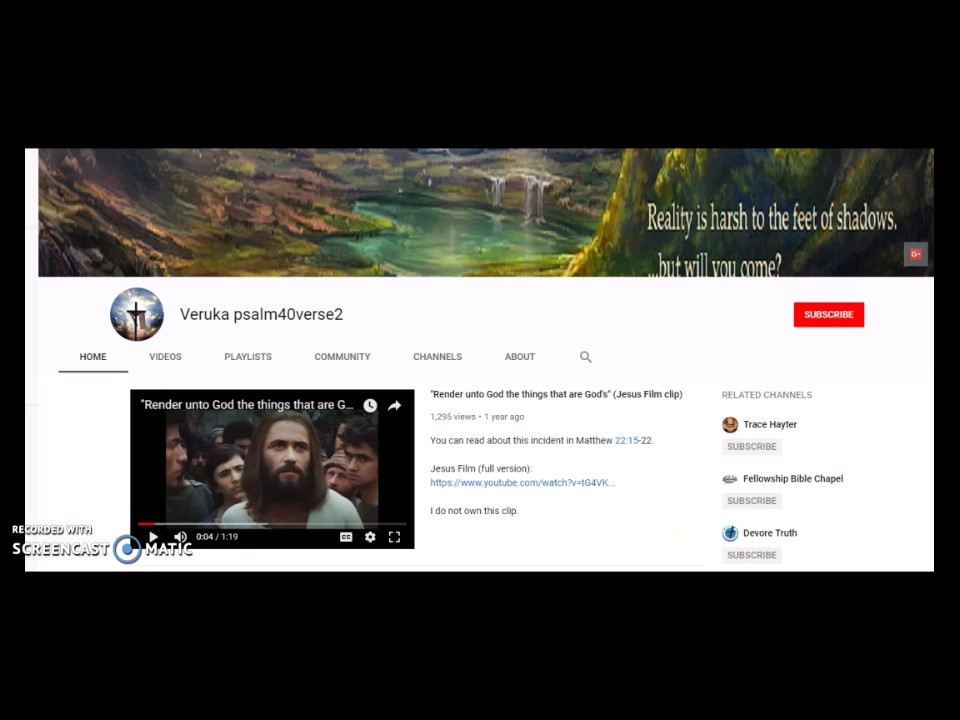 Reality is harsh to the feet of shadows.
...but will you come?
G+
Veruka psalm40verse2
SUBSCRIBE
HOME VIDEOS PLAYLISTS COMMUNITY CHANNELS ABOUT
"Render unto God the things that are G...
0:04 / 1:19
CC
"Render unto God the things that are God's" (Jesus Film clip)
1,295 views • 1 year ago
You can read about this incident in Matthew 22:15-22.
Jesus Film (full version):
https://www.youtube.com/watch?v=tG4VK...
I do not own this clip.
RELATED CHANNELS
Trace Hayter
SUBSCRIBE
Fellowship Bible Chapel
SUBSCRIBE
Devore Truth
SUBSCRIBE
RECORDED WITH
SCREENCAST MATIC